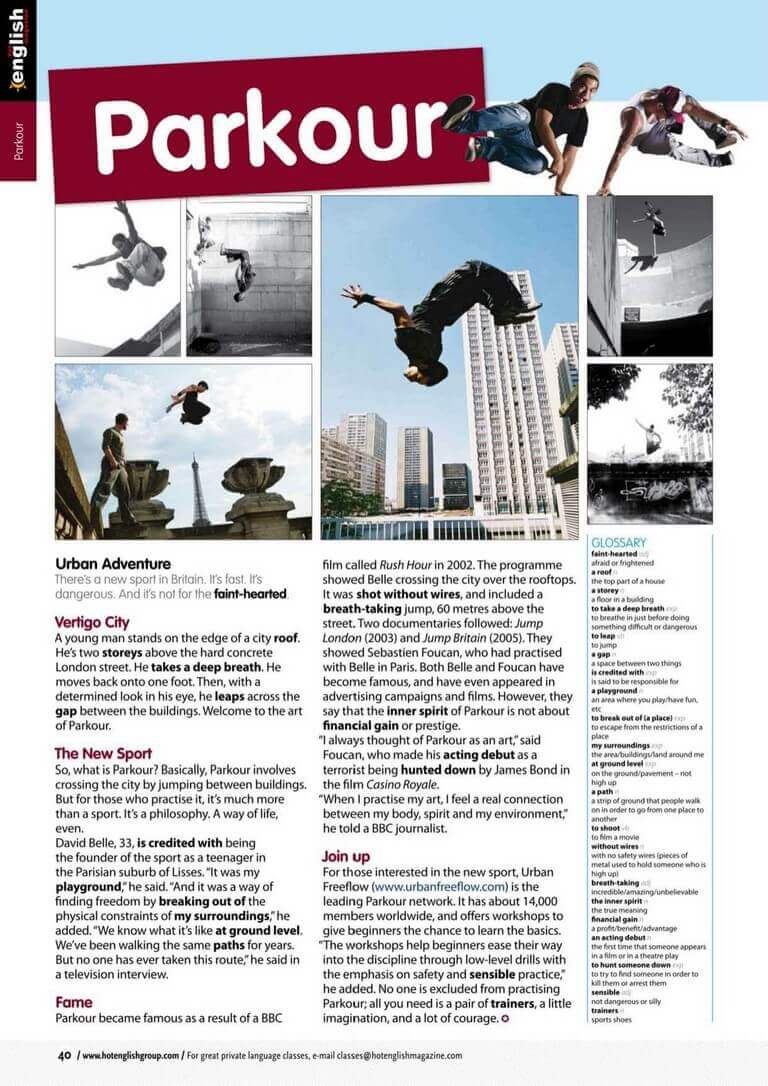 english
Parkour
Parkour
Urban Adventure
There's a new sport in Britain. It's fast. It's
dangerous. And it's not for the faint-hearted.
Vertigo City
A young man stands on the edge of a city roof.
He's two storeys above the hard concrete
London street. He takes a deep breath. He
moves back onto one foot. Then, with a
determined look in his eye, he leaps across the
gap between the buildings. Welcome to the art
of Parkour.
The New Sport
So, what is Parkour? Basically, Parkour involves
crossing the city by jumping between buildings.
But for those who practise it, it's much more
than a sport. It's a philosophy. A way of life,
even.
David Belle, 33, is credited with being
the founder of the sport as a teenager in
the Parisian suburb of Lisses. "It was my
playground," he said. "And it was a way of
finding freedom by breaking out of the
physical constraints of my surroundings," he
added. "We know what it's like at ground level.
We've been walking the same paths for years.
But no one has ever taken this route," he said in
a television interview.
Fame
Parkour became famous as a result of a BBC
film called Rush Hour in 2002. The programme
showed Belle crossing the city over the rooftops.
It was shot without wires, and included a
breath-taking jump, 60 metres above the
street. Two documentaries followed: Jump
London (2003) and Jump Britain (2005). They
showed Sebastien Foucan, who had practised
with Belle in Paris. Both Belle and Foucan have
become famous, and have even appeared in
advertising campaigns and films. However, they
say that the inner spirit of Parkour is not about
financial gain or prestige.
"I always thought of Parkour as an art," said
Foucan, who made his acting debut as a
terrorist being hunted down by James Bond in
the film Casino Royale.
"When I practise my art, I feel a real connection
between my body, spirit and my environment,"
he told a BBC journalist.
Join up
For those interested in the new sport, Urban
Freeflow (www.urbanfreeflow.com) is the
leading Parkour network. It has about 14,000
members worldwide, and offers workshops to
give beginners the chance to learn the basics.
"The workshops help beginners ease their way
into the discipline through low-level drills with
the emphasis on safety and sensible practice,"
he added. No one is excluded from practising
Parkour; all you need is a pair of trainers, a little
imagination, and a lot of courage.
GLOSSARY
faint-hearted adj
afraid or frightened
a roof n
the top part of a house
a storey n
a floor in a building
to take a deep breath exp
to breathe in just before doing
something difficult or dangerous
to leap vb
to jump
a gap n
a space between two things
is credited with exp
is said to be responsible for
a playground n
an area where you play/have fun,
etc
to break out of (a place) exp
to escape from the restrictions of a
place
my surroundings exp
the area/buildings/land around me
at ground level exp
on the ground/pavement – not
high up
a path n
a strip of ground that people walk
on in order to go from one place to
another
to shoot vb
to film a movie
without wires n
with no safety wires (pieces of
metal used to hold someone who is
high up)
breath-taking adj
incredible/amazing/unbelievable
the inner spirit n
the true meaning
financial gain n
a profit/benefit/advantage
an acting debut n
the first time that someone appears
in a film or in a theatre play
to hunt someone down exp
to try to find someone in order to
kill them or arrest them
sensible adj
not dangerous or silly
trainers n
sports shoes
40 / www.hotenglishgroup.com / For great private language classes, e-mail classes@hotenglishmagazine.com